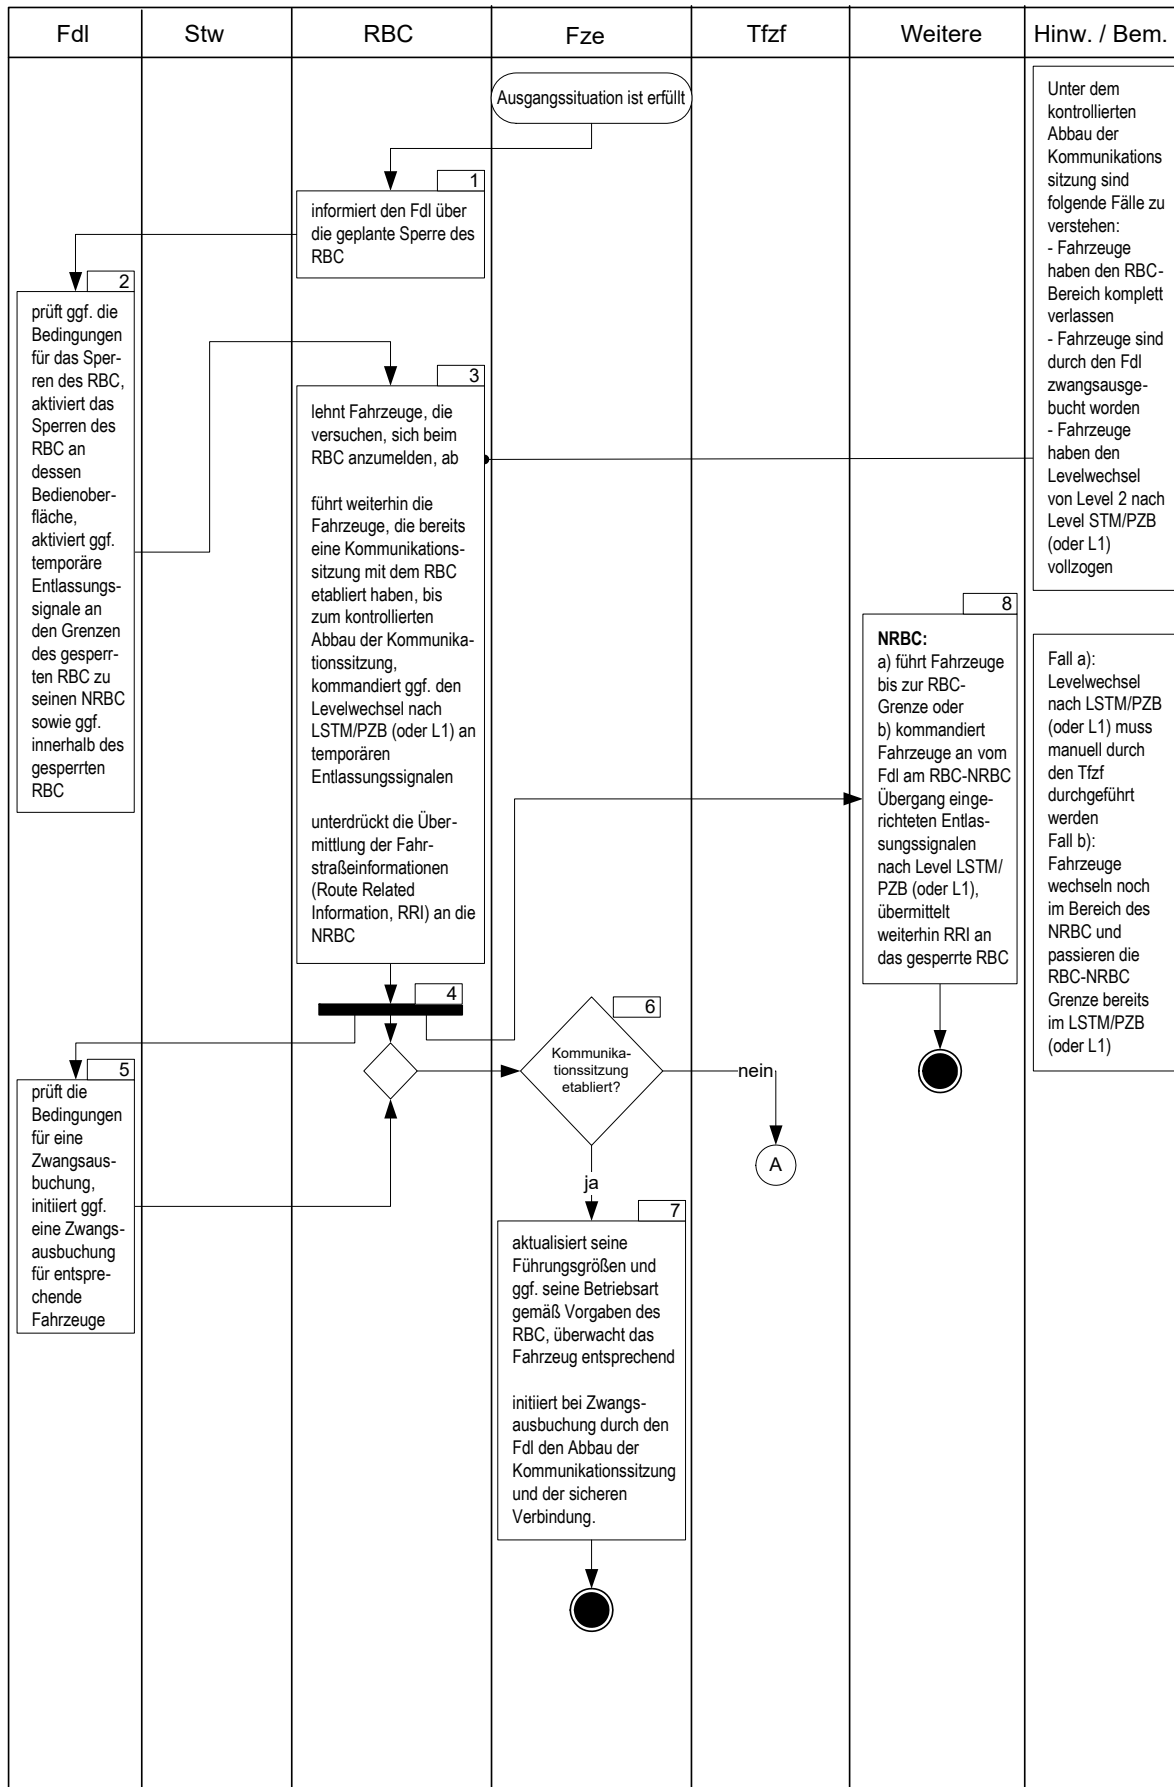 Fdl
Stw
RBC
Fze
Tfzf
Weitere
Hinw. / Bem.
Ausgangssituation ist erfüllt
1
informiert den Fdl über
die geplante Sperre des
RBC
2
prüft ggf. die
Bedingungen
für das Sper-
ren des RBC,
aktiviert das
Sperren des
RBC an
dessen
Bedienober-
fläche,
aktiviert ggf.
temporäre
Entlassungs-
signale an
den Grenzen
des gesperr-
ten RBC zu
seinen NRBC
sowie ggf.
innerhalb des
gesperrten
RBC
3
lehnt Fahrzeuge, die
versuchen, sich beim
RBC anzumelden, ab
führt weiterhin die
Fahrzeuge, die bereits
eine Kommunikations-
sitzung mit dem RBC
etabliert haben, bis
zum kontrollierten
Abbau der Kommunika-
tionssitzung,
kommandiert ggf. den
Levelwechsel nach
LSTM/PZB (oder L1) an
temporären
Entlassungssignalen
unterdrückt die Über-
mittlung der Fahr-
straßeinformationen
(Route Related
Information, RRI) an die
NRBC
4
5
prüft die
Bedingungen
für eine
Zwangsaus-
buchung,
initiiert ggf.
eine Zwangs-
ausbuchung
für entspre-
chende
Fahrzeuge
6
Kommunika-
tionssitzung
etabliert?
nein
A
ja
7
aktualisiert seine
Führungsgrößen und
ggf. seine Betriebsart
gemäß Vorgaben des
RBC, überwacht das
Fahrzeug entsprechend
initiiert bei Zwangs-
ausbuchung durch den
Fdl den Abbau der
Kommunikationssitzung
und der sicheren
Verbindung.
8
NRBC:
a) führt Fahrzeuge
bis zur RBC-
Grenze oder
b) kommandiert
Fahrzeuge an vom
Fdl am RBC-NRBC
Übergang einge-
richteten Entlas-
sungssignalen
nach Level LSTM/
PZB (oder L1),
übermittelt
weiterhin RRI an
das gesperrte RBC
Unter dem
kontrollierten
Abbau der
Kommunikations
sitzung sind
folgende Fälle zu
verstehen:
- Fahrzeuge
haben den RBC-
Bereich komplett
verlassen
- Fahrzeuge sind
durch den Fdl
zwangsausge-
bucht worden
- Fahrzeuge
haben den
Levelwechsel
von Level 2 nach
Level STM/PZB
(oder L1)
vollzogen
Fall a):
Levelwechsel
nach LSTM/PZB
(oder L1) muss
manuell durch
den Tfzf
durchgeführt
werden
Fall b):
Fahrzeuge
wechseln noch
im Bereich des
NRBC und
passieren die
RBC-NRBC
Grenze bereits
im LSTM/PZB
(oder L1)